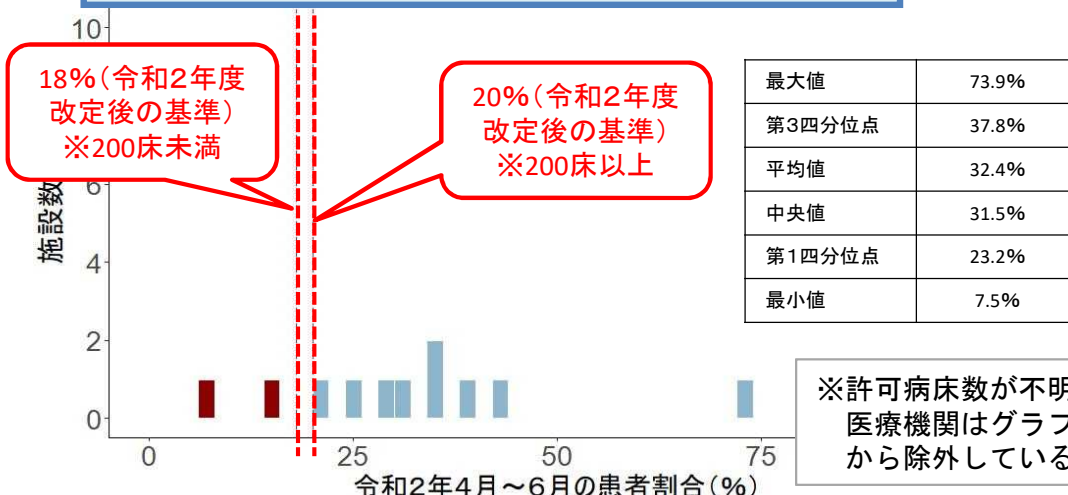 10
18%(令和2年度
改定後の基準)
※200床未満
20%(令和2年度
改定後の基準)
※200床以上
施設数
6
4
2
0
0
25
50
75
令和2年4月～6月の患者割合(%)
最大値 73.9%
第3四分位点 37.8%
平均値 32.4%
中央値 31.5%
第1四分位点 23.2%
最小値 7.5%
※許可病床数が不明
医療機関はグラフ
から除外している